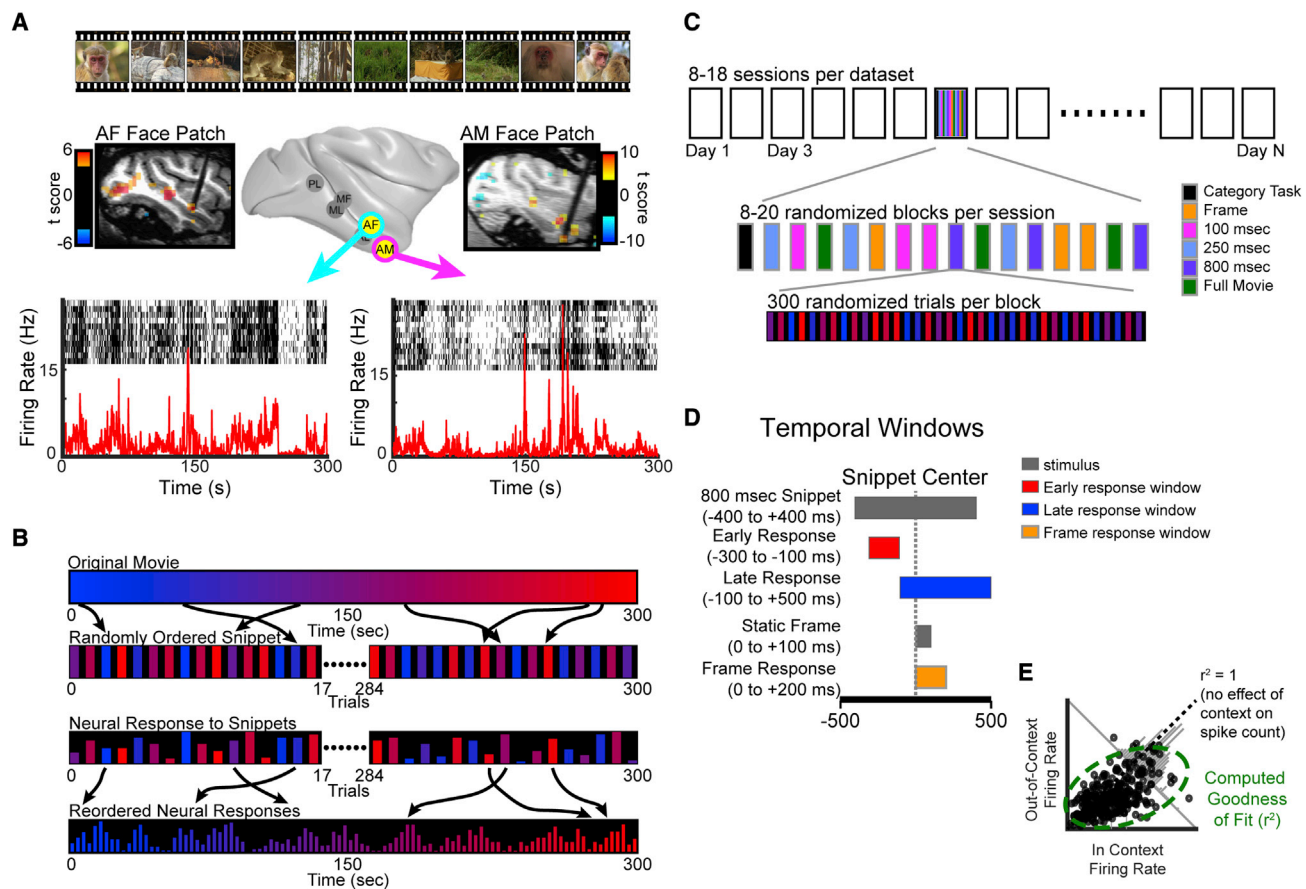 A
AF Face Patch
AM Face Patch
6
0
-6
t score
10
0
-10
t score
PL
MF
ML
AF
AM
Firing Rate (Hz)
15
0
0
150
300
Time (s)
Firing Rate (Hz)
15
0
0
150
300
Time (s)
B
Original Movie
0
150
300
Time (sec)
Randomly Ordered Snippet
0
17
284
300
Trials
Neural Response to Snippets
0
17
284
300
Trials
Reordered Neural Responses
0
150
300
Time (sec)
C
8-18 sessions per dataset
Day 1
Day 3
Day N
8-20 randomized blocks per session
300 randomized trials per block
Category Task
Frame
100 msec
250 msec
800 msec
Full Movie
D
Temporal Windows
Snippet Center
800 msec Snippet
(-400 to +400 ms)
Early Response
(-300 to -100 ms)
Late Response
(-100 to +500 ms)
Static Frame
(0 to +100 ms)
Frame Response
(0 to +200 ms)
-500
500
stimulus
Early response window
Late response window
Frame response window
E
r² = 1
(no effect of
context on
spike count)
Out-of-Context
Firing Rate
Computed
Goodness
of Fit (r²)
In Context
Firing Rate